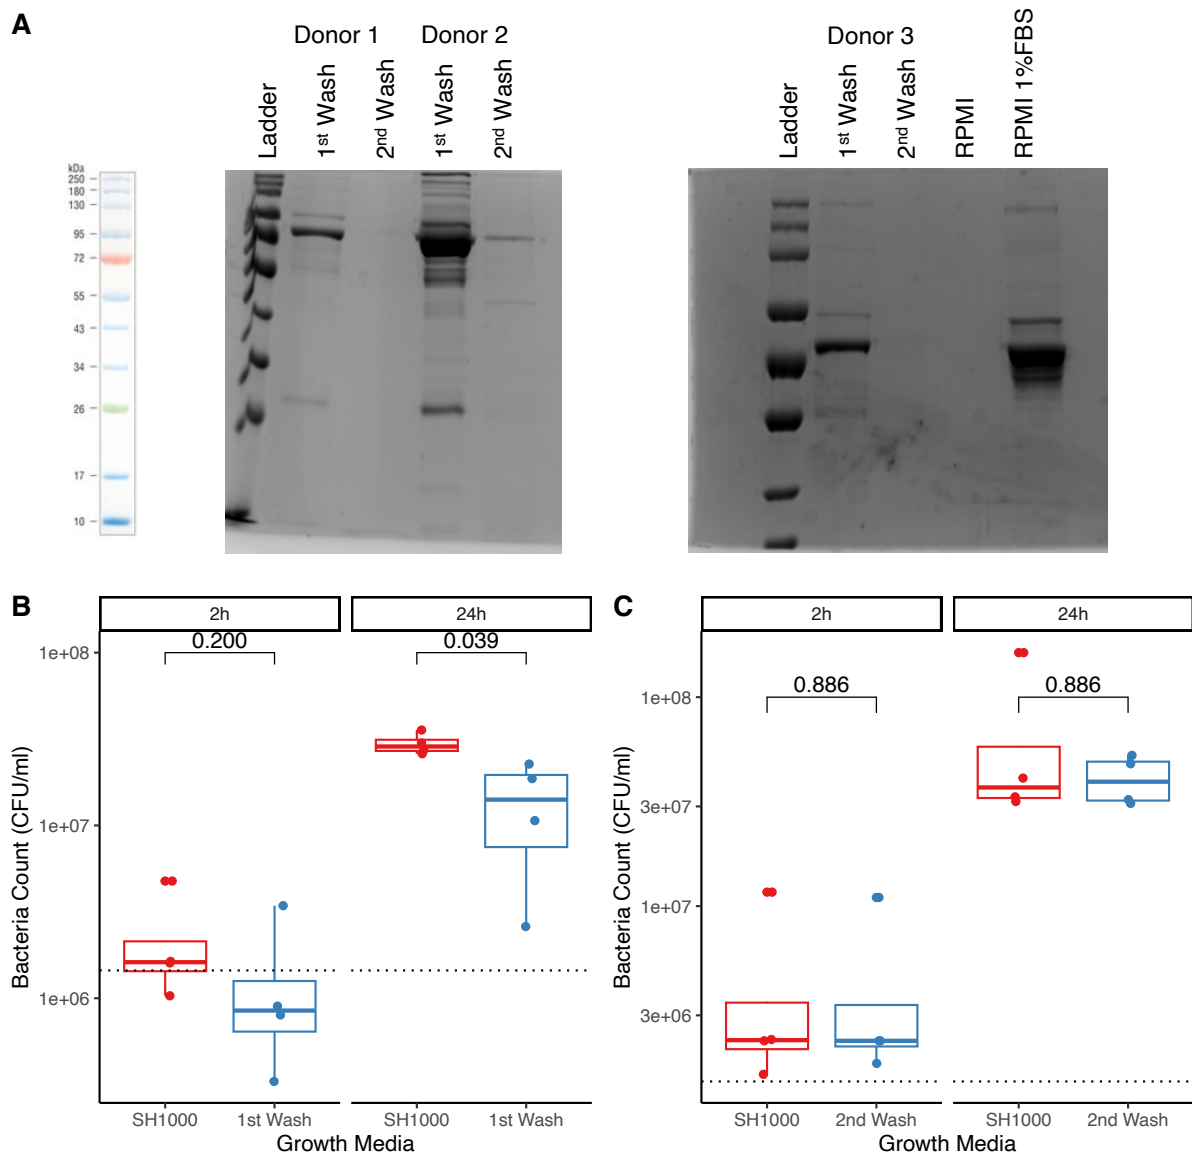 A
Donor 1 Donor 2
Ladder
1st Wash
2nd Wash
1st Wash
2nd Wash
Donor 3
Ladder
1st Wash
2nd Wash
RPMI
RPMI 1%FBS
kDa
250
180
130
95
72
55
43
34
26
17
10
B
2h 24h
0.200 0.039
1e+08
1e+07
1e+06
Bacteria Count (CFU/ml)
SH1000 1st Wash SH1000 1st Wash
Growth Media
C
2h 24h
0.886 0.886
1e+08
3e+07
1e+07
3e+06
Bacteria Count (CFU/ml)
SH1000 2nd Wash SH1000 2nd Wash
Growth Media